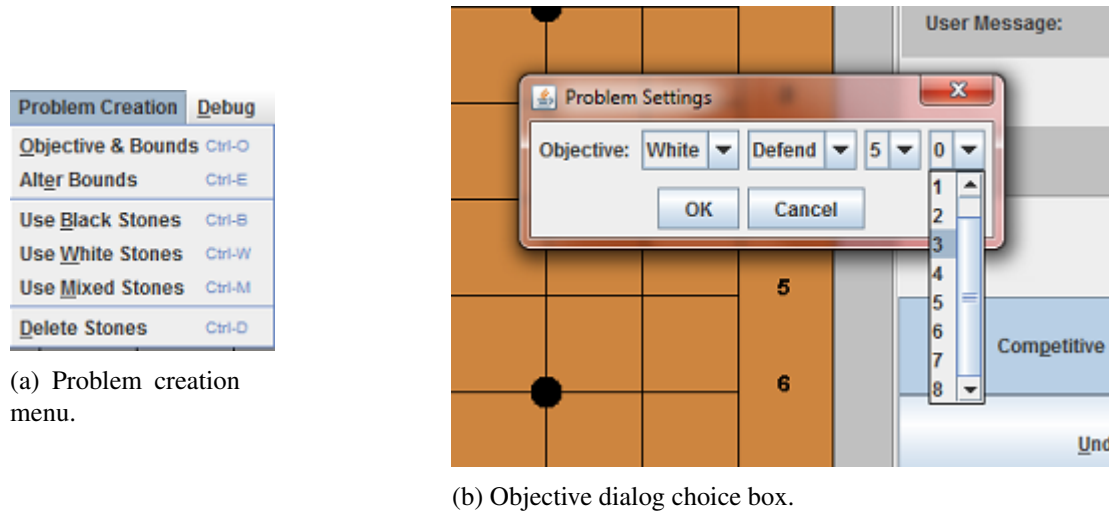 Problem Creation Debug
Objective & Bounds Ctrl-O
Alter Bounds Ctrl-E
Use Black Stones Ctrl-B
Use White Stones Ctrl-W
Use Mixed Stones Ctrl-M
Delete Stones Ctrl-D
(a) Problem creation
menu.
User Message:
Problem Settings
Objective: White Defend 5 0
OK Cancel
1
2
3
4
5
6
7
8
5
6
Competitive
Und
(b) Objective dialog choice box.